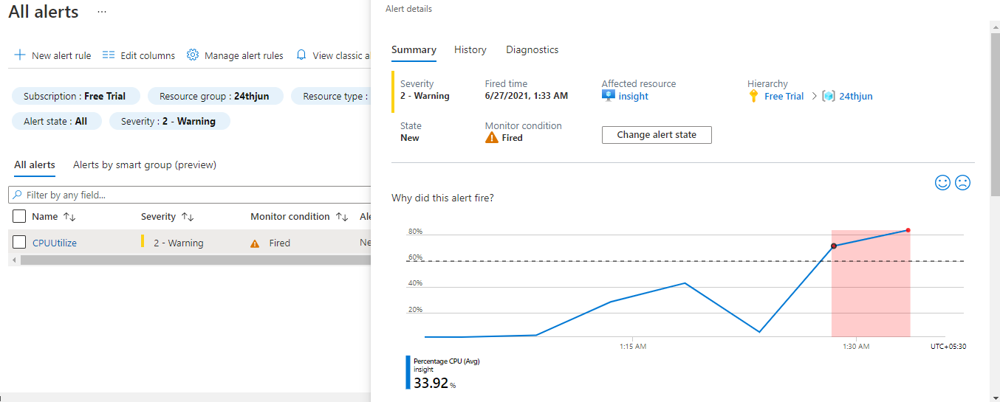 All alerts ...
New alert rule Edit columns Manage alert rules View classic a
Subscription : Free Trial Resource group : 24thjun Resource type :
Alert state : All Severity : 2 - Warning
All alerts Alerts by smart group (preview)
Filter by any field...
Name Severity Monitor condition Ale
CPUUtilize 2 - Warning Fired Ne
Alert details
Summary History Diagnostics
Severity Fired time Affected resource Hierarchy
2 - Warning 6/27/2021, 1:33 AM insight Free Trial > 24thjun
State Monitor condition
New Fired Change alert state
Why did this alert fire?
80%
60%
40%
20%
1:15 AM 1:30 AM UTC+05:30
Percentage CPU (Avg)
insight
33.92 %